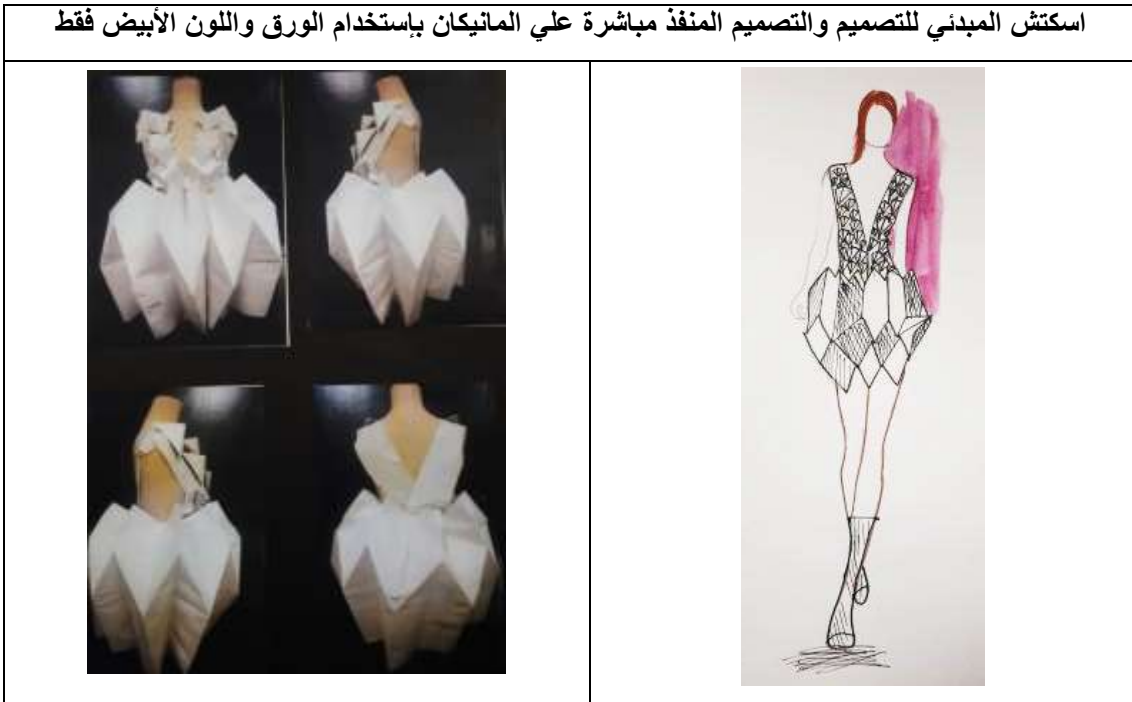 اسكتش المبدئي للتصميم والتصميم المنفذ مباشرة علي المانيكان بإستخدام الورق واللون الأبيض فقط